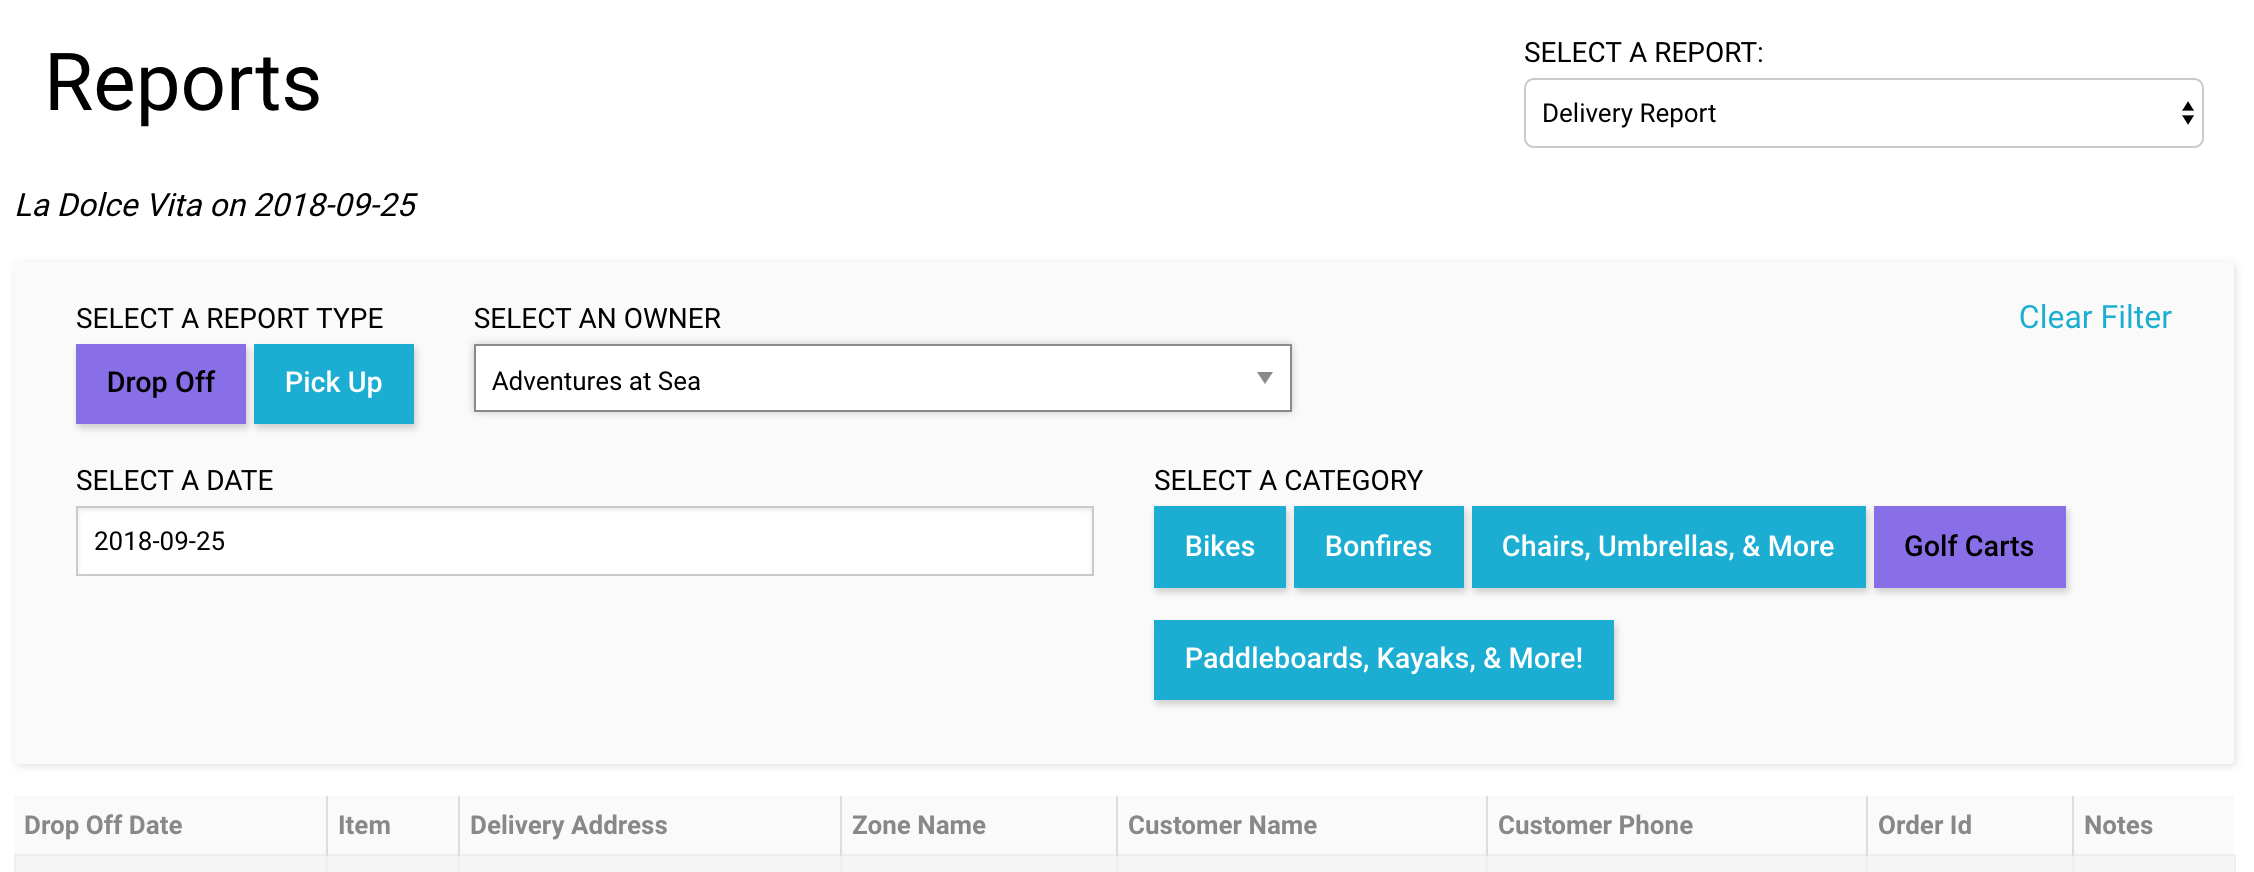 Reports
SELECT A REPORT:
Delivery Report
La Dolce Vita on 2018-09-25
SELECT A REPORT TYPE
Drop Off Pick Up
SELECT AN OWNER
Adventures at Sea
Clear Filter
SELECT A DATE
2018-09-25
SELECT A CATEGORY
Bikes Bonfires Chairs, Umbrellas, & More Golf Carts
Paddleboards, Kayaks, & More!
Drop Off Date Item Delivery Address Zone Name Customer Name Customer Phone Order Id Notes